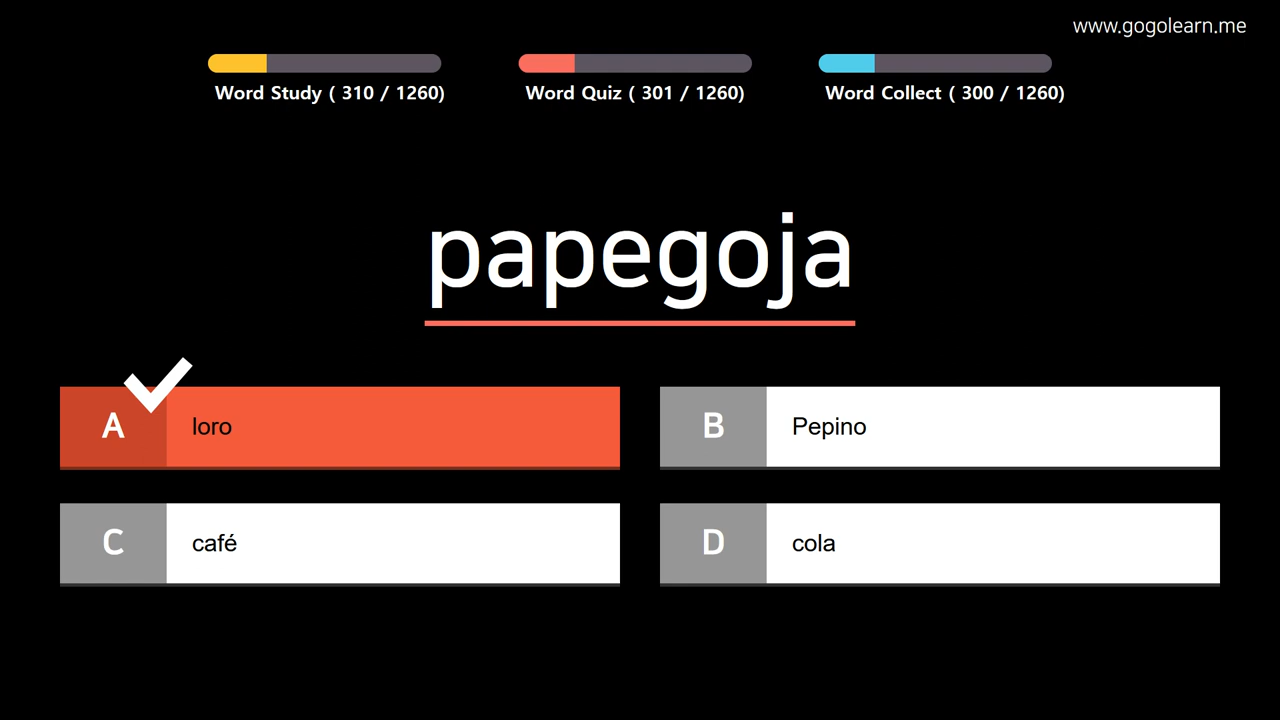 www.gogolearn.me
Word Study ( 310 / 1260)
Word Quiz ( 301 / 1260)
Word Collect ( 300 / 1260)
papegoja
A loro
B Pepino
C café
D cola